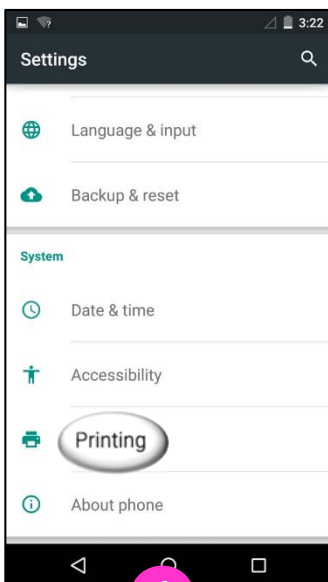 3:22
Settings
Language & input
Backup & reset
System
Date & time
Accessibility
Printing
About phone